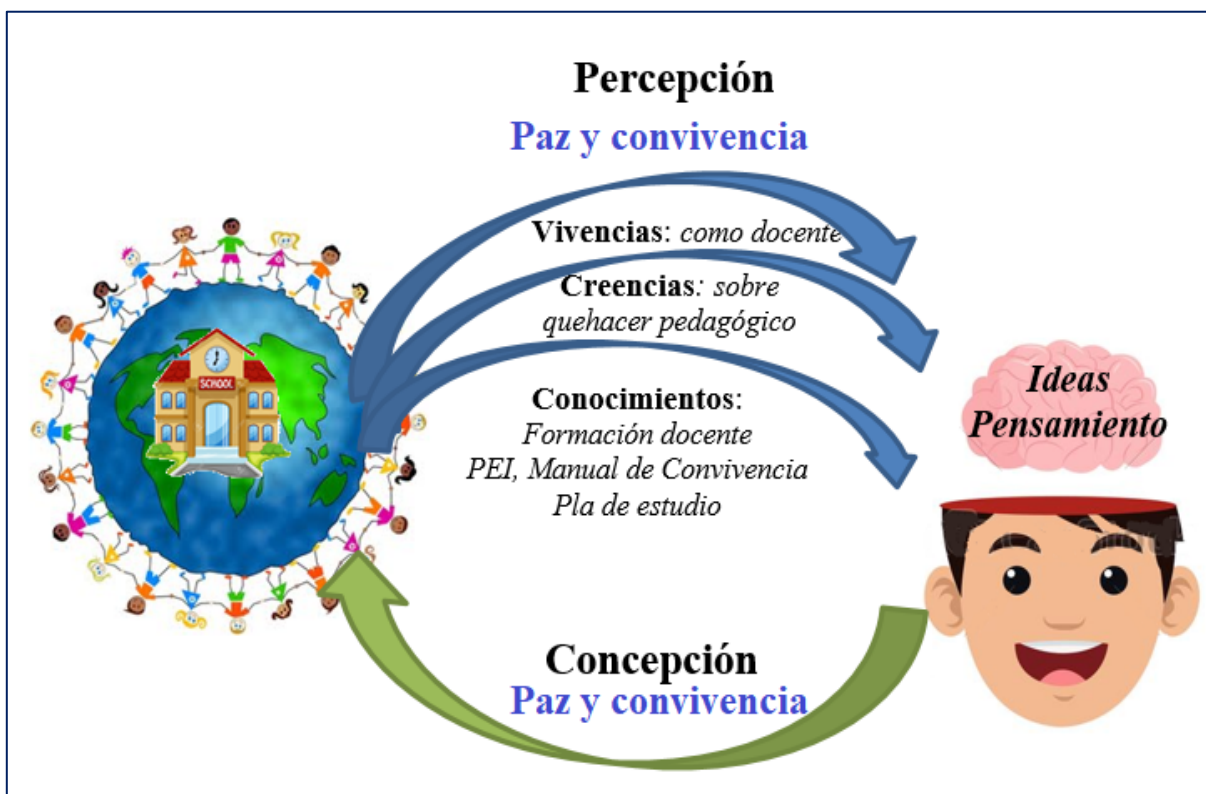 Percepción
Paz y convivencia
Vivencias: como docente
Creencias: sobre
quehacer pedagógico
SCHOOL
Ideas
Pensamiento
Conocimientos:
Formación docente
PEI, Manual de Convivencia
Pla de estudio
Concepción
Paz y convivencia